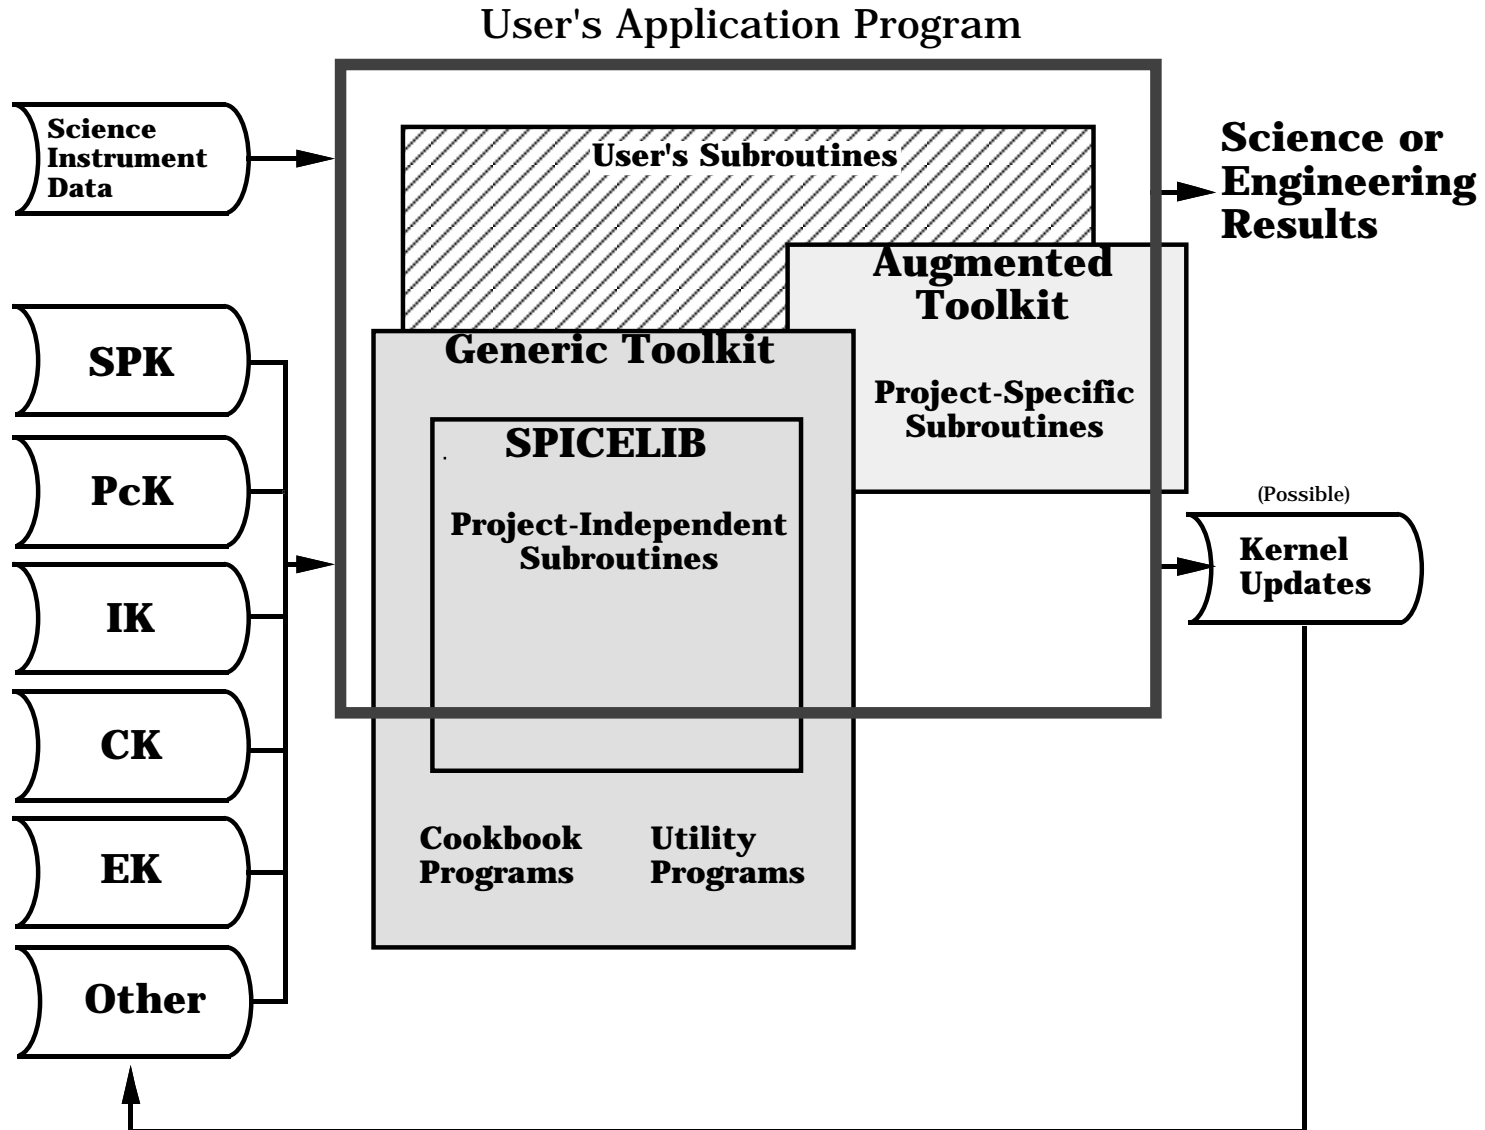 User's Application Program
Science
Instrument
Data
User's Subroutines
Science or
Engineering
Results
Augmented
Toolkit
Project-Specific
Subroutines
Generic Toolkit
SPICELIB
Project-Independent
Subroutines
Cookbook
Programs
Utility
Programs
SPK
PcK
IK
CK
EK
Other
(Possible)
Kernel
Updates